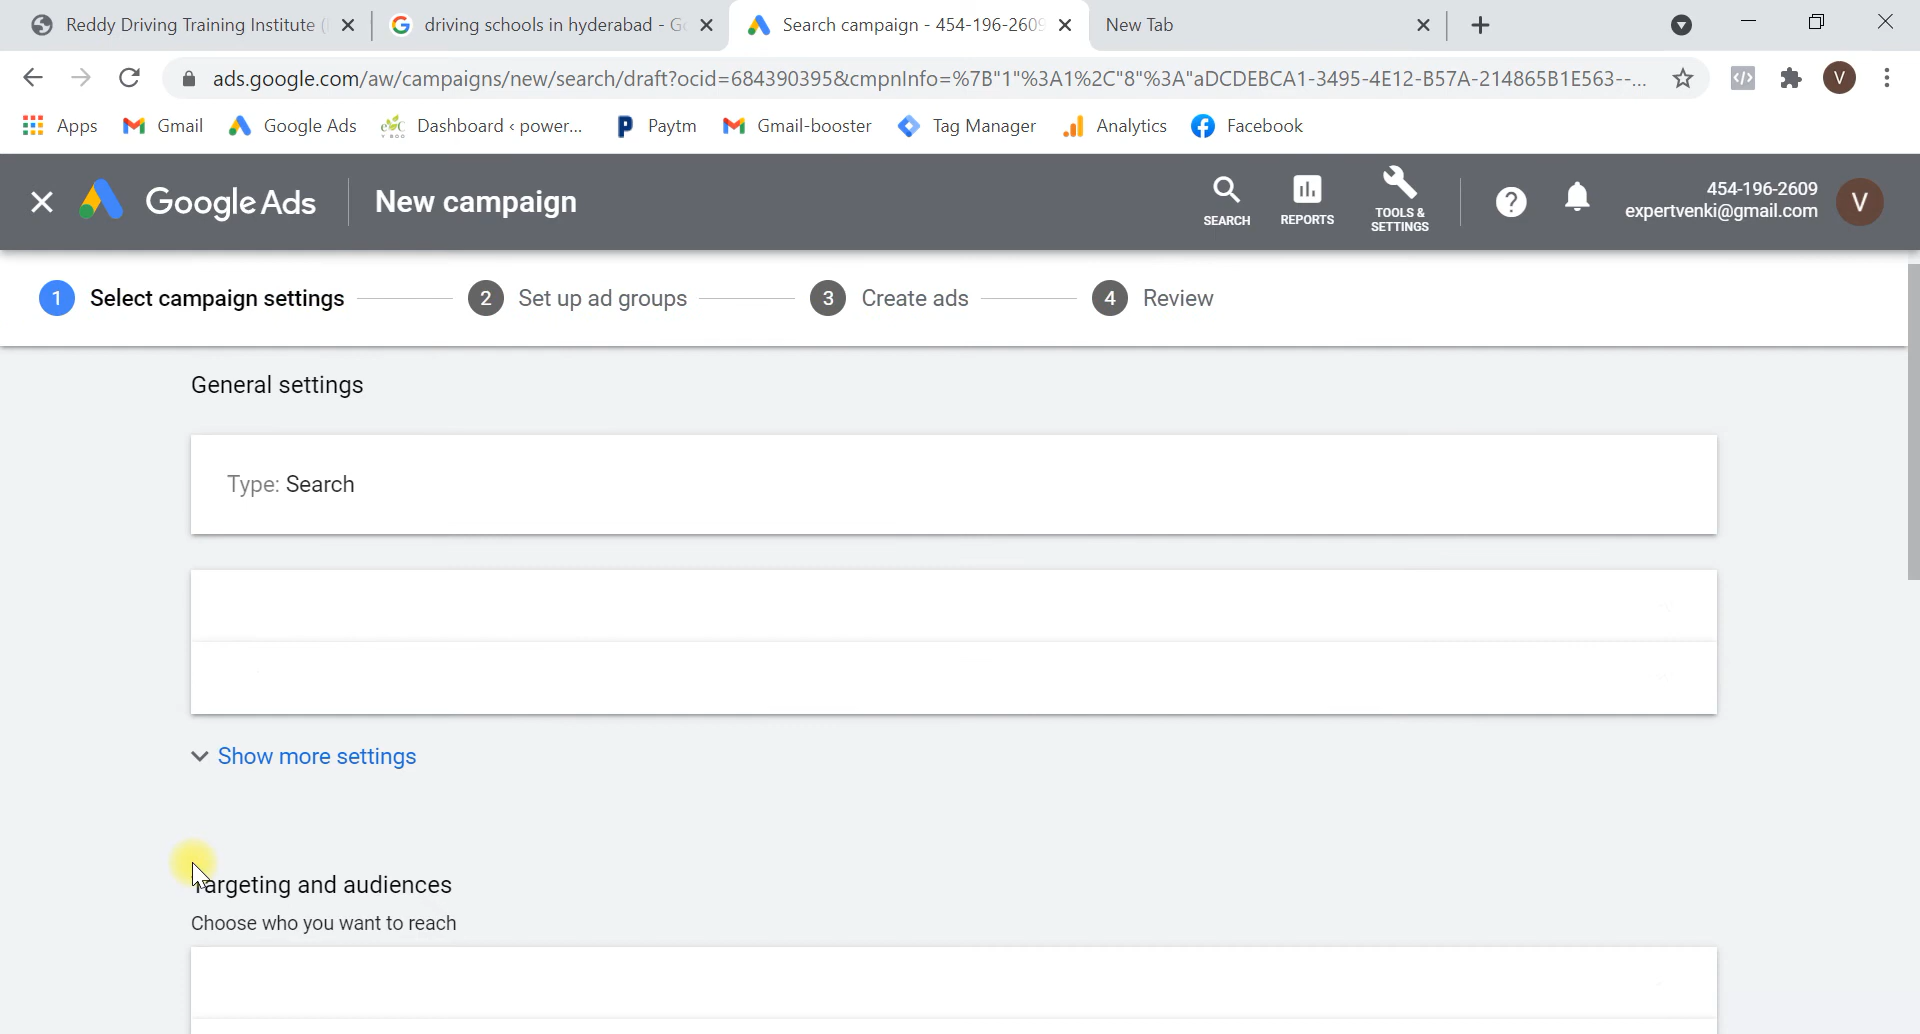 Reddy Driving Training Institute (
driving schools in hyderabad - G
Search campaign - 454-196-2609
New Tab
ads.google.com/aw/campaigns/new/search/draft?ocid=684390395&cmpnInfo=%7B"1"%3A1%2C"8"%3A"aDCDEBCA1-3495-4E12-B57A-214865B1E563--...
V
Apps
Gmail
Google Ads
Dashboard ‹ power...
Paytm
Gmail-booster
Tag Manager
Analytics
Facebook
Google Ads
New campaign
SEARCH
REPORTS
TOOLS &
SETTINGS
454-196-2609
expertvenki@gmail.com
V
1 Select campaign settings
2 Set up ad groups
3 Create ads
4 Review
General settings
Type: Search
Show more settings
Targeting and audiences
Choose who you want to reach